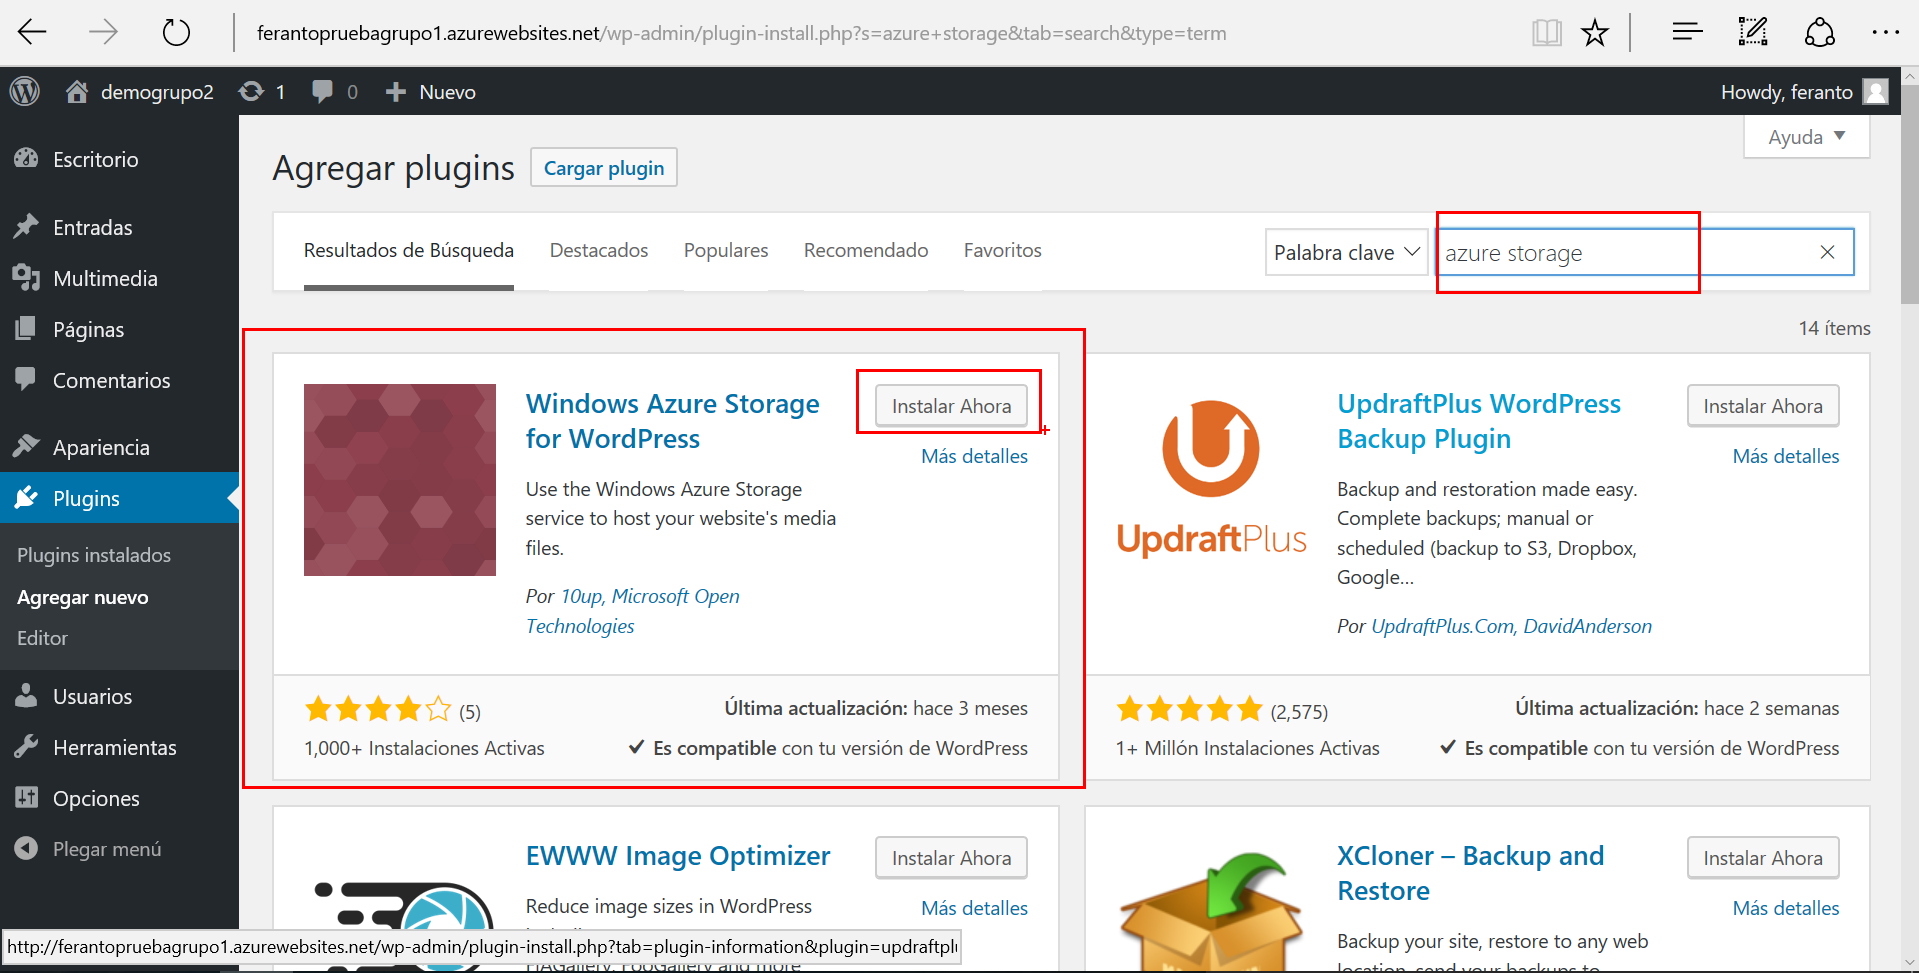 ferantopruebagrupo1.azurewebsites.net/wp-admin/plugin-install.php?s=azure+storage&tab=search&type=term
demogrupo2 1 0 Nuevo
Howdy, feranto
Ayuda
Escritorio
Entradas
Multimedia
Páginas
Comentarios
Apariencia
Plugins
Plugins instalados
Agregar nuevo
Editor
Usuarios
Herramientas
Opciones
Plegar menú
Agregar plugins Cargar plugin
Resultados de Búsqueda Destacados Populares Recomendado Favoritos Palabra clave azure storage
14 ítems
Windows Azure Storage
for WordPress
Instalar Ahora
Más detalles
Use the Windows Azure Storage
service to host your website's media
files.
Por 10up, Microsoft Open
Technologies
(5)
Última actualización: hace 3 meses
1,000+ Instalaciones Activas
Es compatible con tu versión de WordPress
UpdraftPlus
UpdraftPlus WordPress
Backup Plugin
Instalar Ahora
Más detalles
Backup and restoration made easy.
Complete backups; manual or
scheduled (backup to S3, Dropbox,
Google...
Por UpdraftPlus.Com, DavidAnderson
(2,575)
Última actualización: hace 2 semanas
1+ Millón Instalaciones Activas
Es compatible con tu versión de WordPress
EWWW Image Optimizer
Instalar Ahora
Más detalles
Reduce image sizes in WordPress
XCloner – Backup and
Restore
Instalar Ahora
Más detalles
Backup your site, restore to any web
location, send your backups to
http://ferantopruebagrupo1.azurewebsites.net/wp-admin/plugin-install.php?tab=plugin-information&plugin=updraftpl